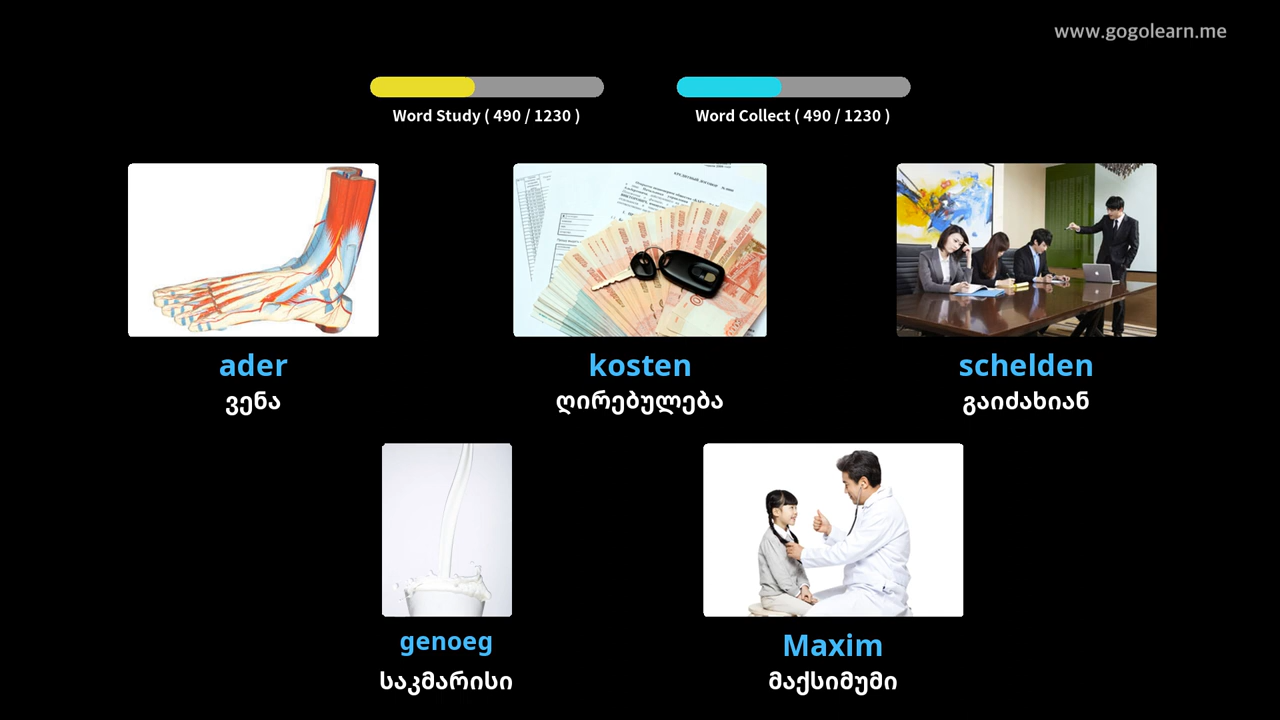 www.gogolearn.me
Word Study ( 490 / 1230 )
Word Collect ( 490 / 1230 )
ader
ვენა
kosten
ღირებულება
schelden
გაიძახიან
genoeg
საკმარისი
Maxim
მაქსიმუმი